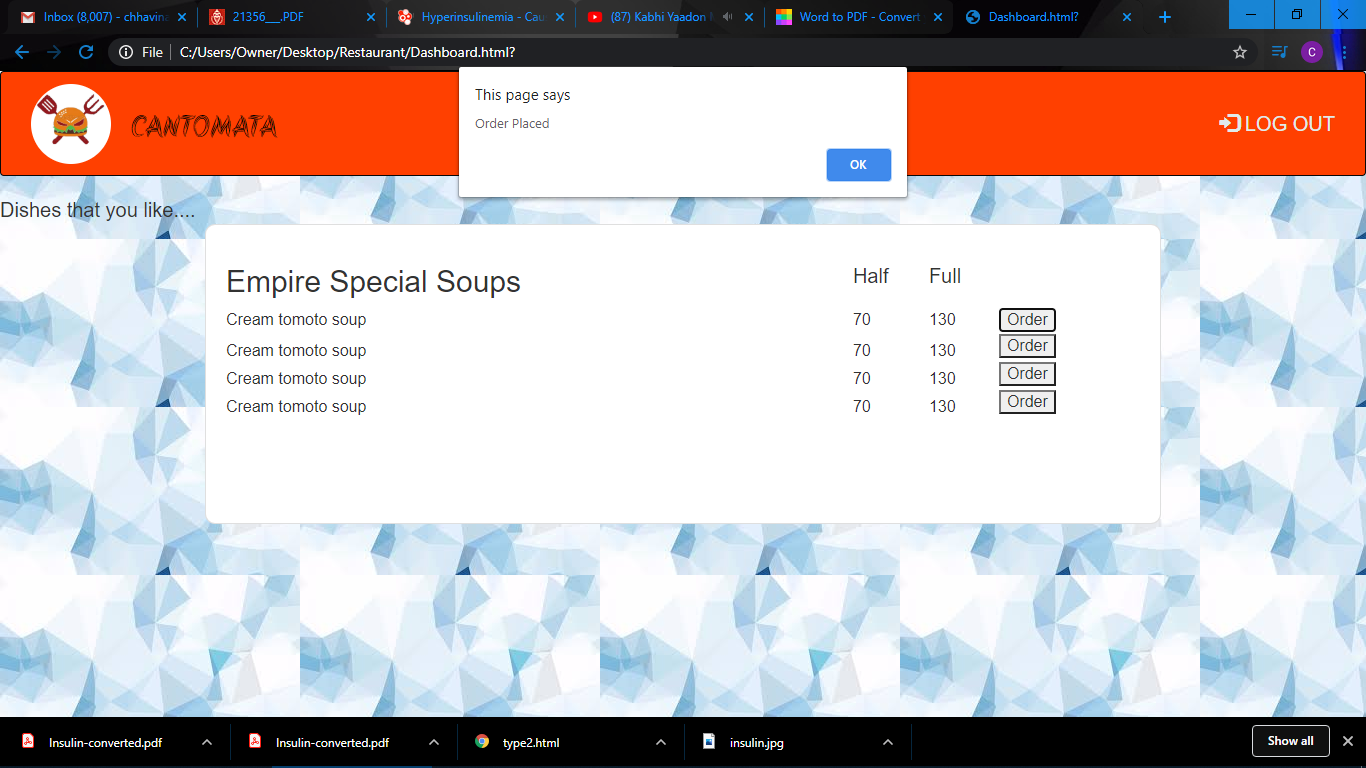 Inbox (8,007) - chhavina
21356___.PDF
Hyperinsulinemia - Cau
(87) Kabhi Yaadon M
Word to PDF - Convert
Dashboard.html?
File
C:/Users/Owner/Desktop/Restaurant/Dashboard.html?
C
This page says
Order Placed
OK
CANTOMATA
LOG OUT
Dishes that you like....
Empire Special Soups Half Full
Cream tomoto soup 70 130 Order
Cream tomoto soup 70 130 Order
Cream tomoto soup 70 130 Order
Cream tomoto soup 70 130 Order
Insulin-converted.pdf
Insulin-converted.pdf
type2.html
insulin.jpg
Show all